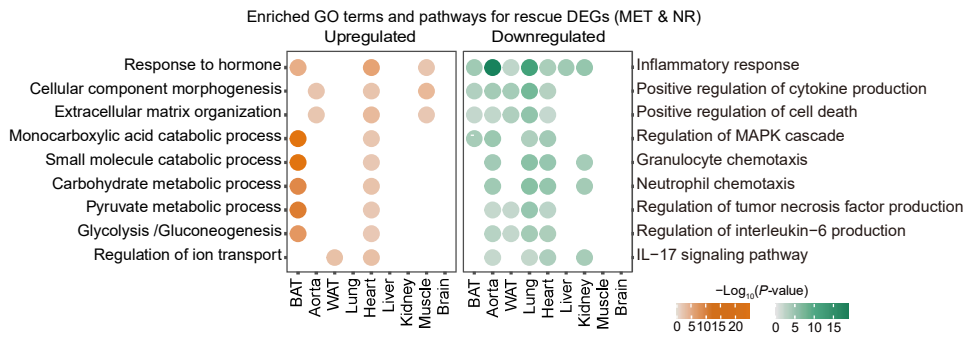 Enriched GO terms and pathways for rescue DEGs (MET & NR)
Upregulated
Downregulated
Response to hormone
Cellular component morphogenesis
Extracellular matrix organization
Monocarboxylic acid catabolic process
Small molecule catabolic process
Carbohydrate metabolic process
Pyruvate metabolic process
Glycolysis /Gluconeogenesis
Regulation of ion transport
Inflammatory response
Positive regulation of cytokine production
Positive regulation of cell death
Regulation of MAPK cascade
Granulocyte chemotaxis
Neutrophil chemotaxis
Regulation of tumor necrosis factor production
Regulation of interleukin−6 production
IL−17 signaling pathway
BAT
Aorta
WAT
Lung
Heart
Liver
Kidney
Muscle
Brain
BAT
Aorta
WAT
Lung
Heart
Liver
Kidney
Muscle
Brain
−Log10(P-value)
0 5 10 15 20
0 5 10 15